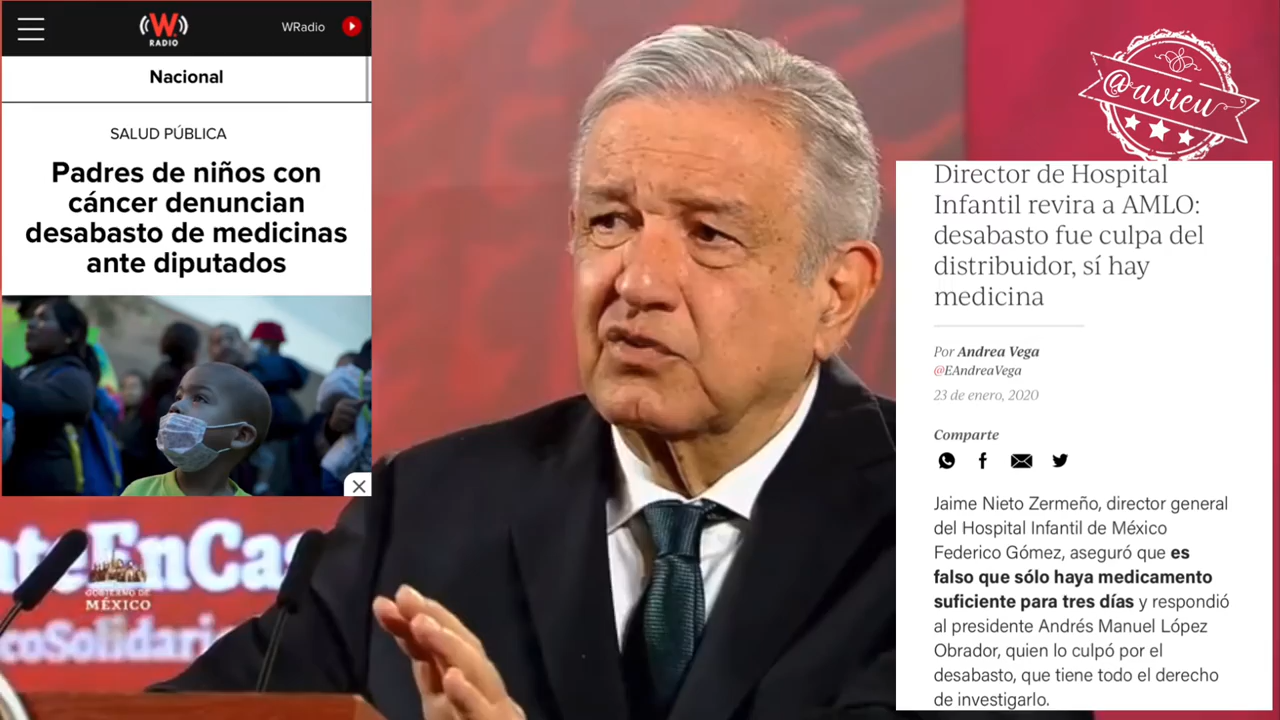 W
RADIO
WRadio
Nacional
SALUD PÚBLICA
Padres de niños con
cáncer denuncian
desabasto de medicinas
ante diputados
EnCas
GOBIERNO DE
MÉXICO
@avieu
Director de Hospital
Infantil revira a AMLO:
desabasto fue culpa del
distribuidor, sí hay
medicina
Por Andrea Vega
@EAndreaVega
23 de enero, 2020
Comparte
Jaime Nieto Zermeño, director general
del Hospital Infantil de México
Federico Gómez, aseguró que es
falso que sólo haya medicamento
suficiente para tres días y respondió
al presidente Andrés Manuel López
Obrador, quien lo culpó por el
desabasto, que tiene todo el derecho
de investigarlo.